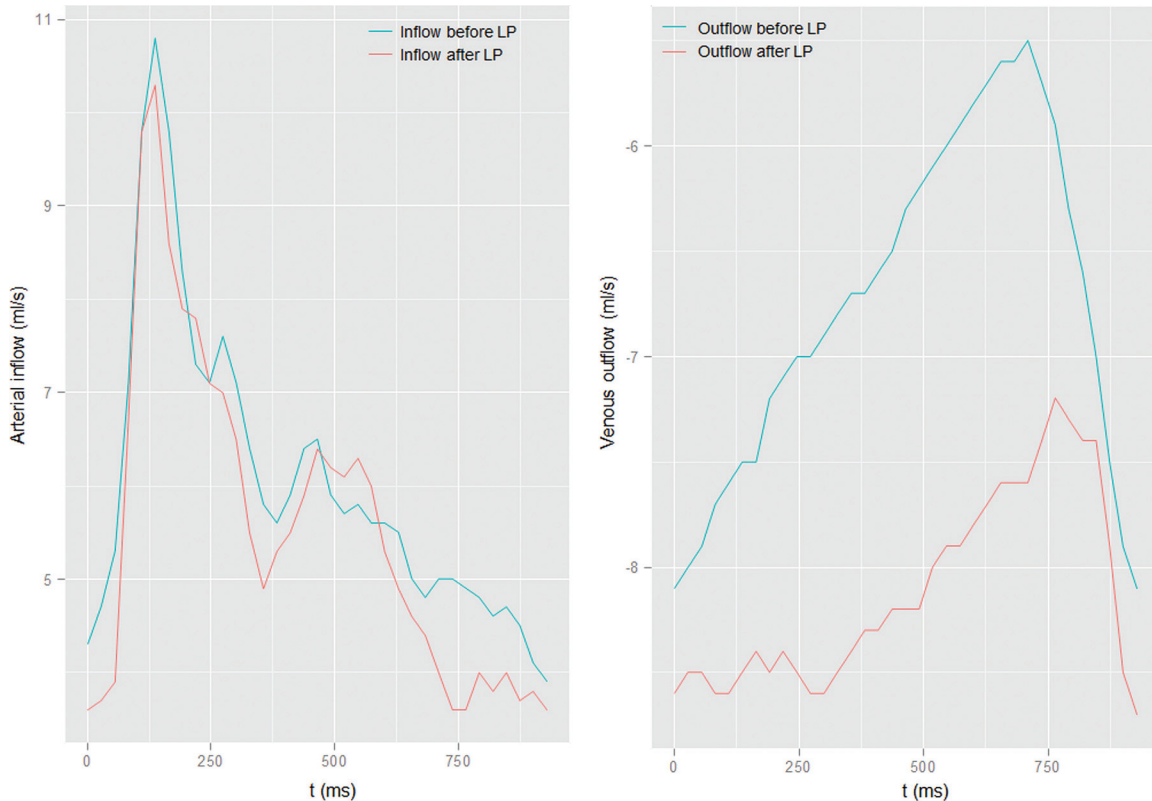 Arterial inflow (ml/s)
11
9
7
5
Inflow before LP
Inflow after LP
0 250 500 750
t (ms)
Venous outflow (ml/s)
-6
-7
-8
Outflow before LP
Outflow after LP
0 250 500 750
t (ms)